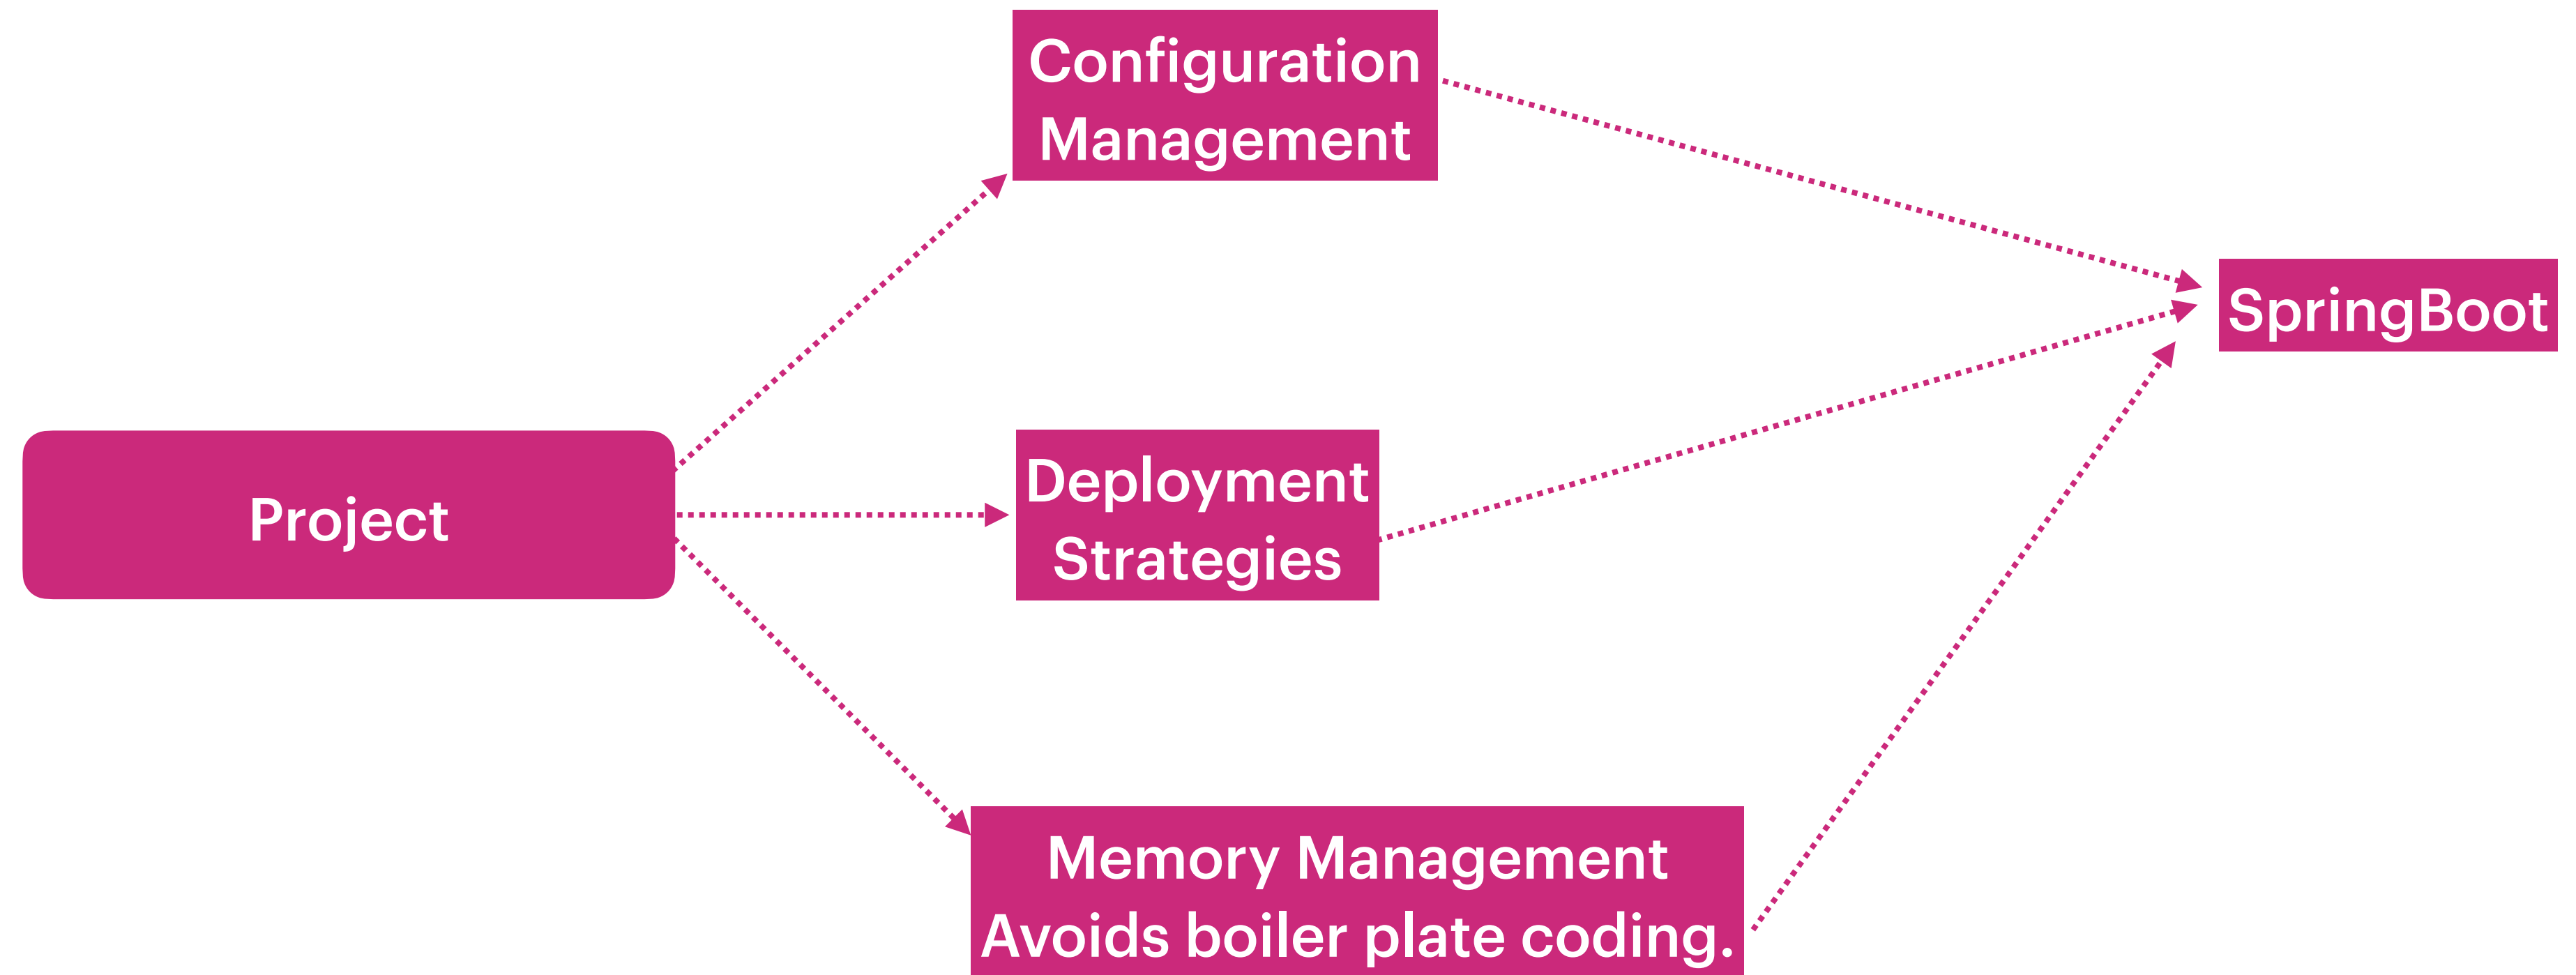 Configuration
Management
SpringBoot
Project
Deployment
Strategies
Memory Management
Avoids boiler plate coding.